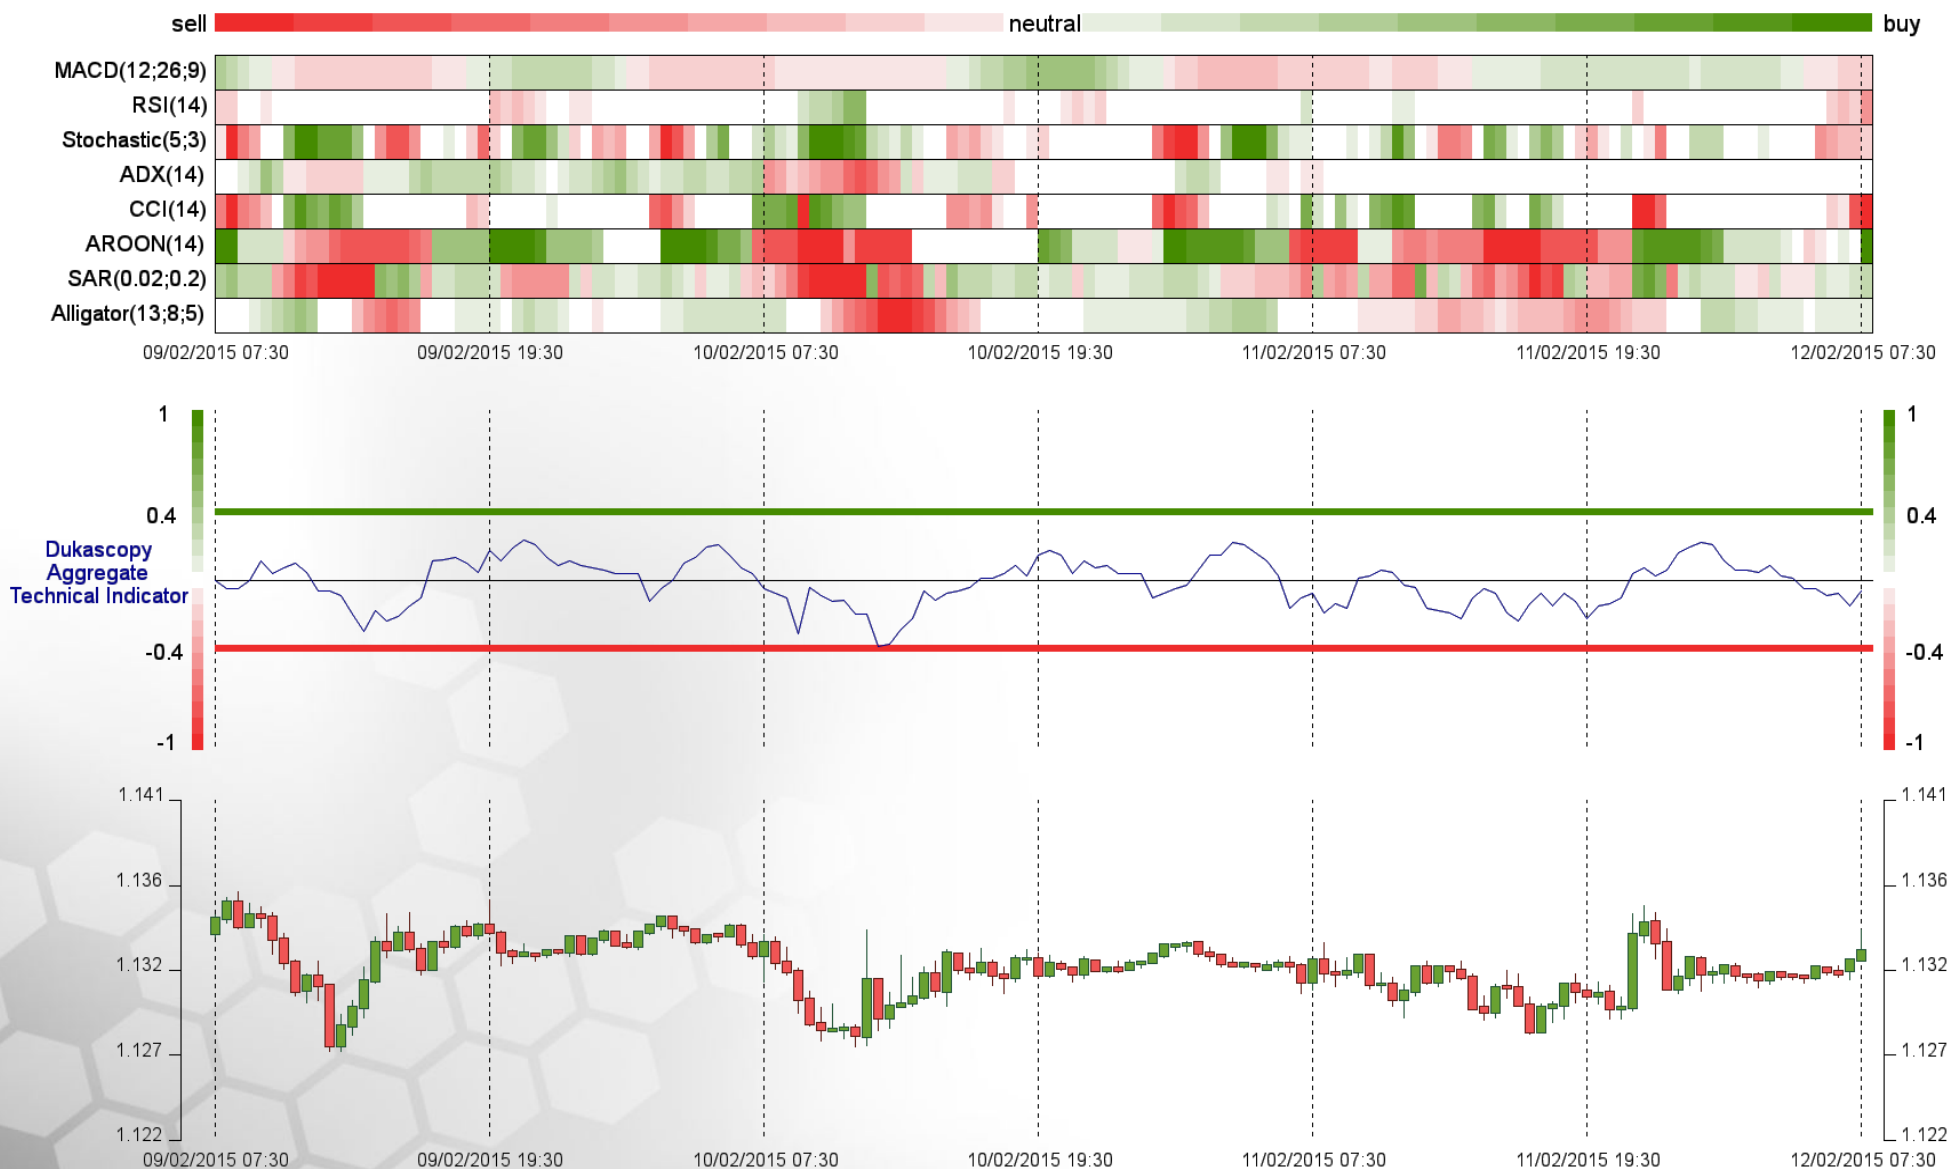 sell neutral buy
MACD(12;26;9)
RSI(14)
Stochastic(5;3)
ADX(14)
CCI(14)
AROON(14)
SAR(0.02;0.2)
Alligator(13;8;5)
09/02/2015 07:30 09/02/2015 19:30 10/02/2015 07:30 10/02/2015 19:30 11/02/2015 07:30 11/02/2015 19:30 12/02/2015 07:30
1 1
0.4 0.4
Dukascopy
Aggregate
Technical Indicator
-0.4 -0.4
-1 -1
1.141 1.141
1.136 1.136
1.132 1.132
1.127 1.127
1.122 1.122
09/02/2015 07:30 09/02/2015 19:30 10/02/2015 07:30 10/02/2015 19:30 11/02/2015 07:30 11/02/2015 19:30 12/02/2015 07:30